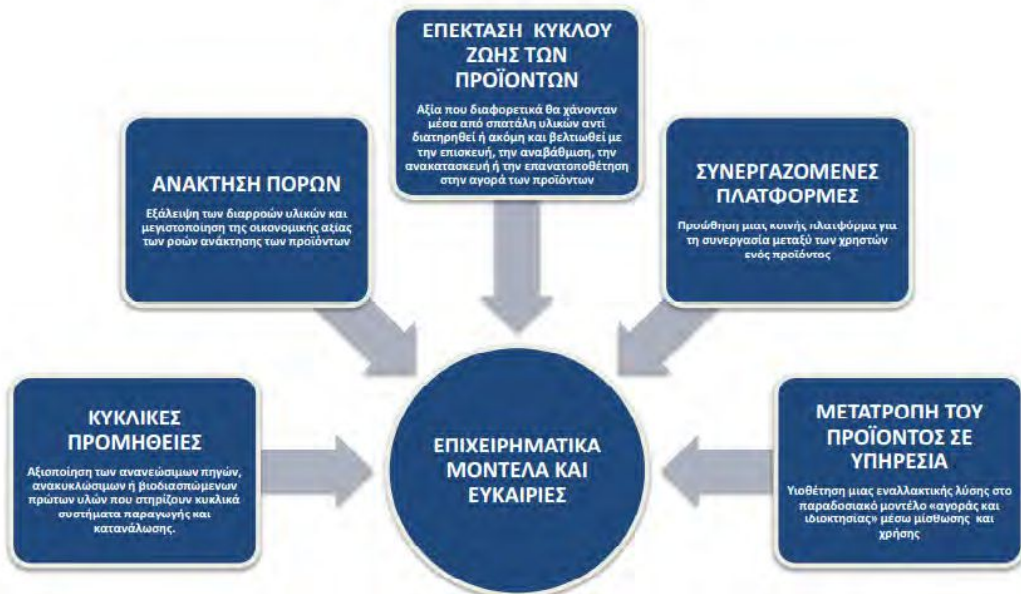 ΕΠΕΚΤΑΣΗ ΚΥΚΛΟΥ
ΖΩΗΣ ΤΩΝ
ΠΡΟΪΟΝΤΩΝ
Αξία που διαφορετικά θα χάνονταν
μέσα από σπατάλη υλικών αντί
διατηρηθεί ή ακόμη και βελτιωθεί με
την επισκευή, την αναβάθμιση, την
ανακατασκευή ή την επανατοποθέτηση
στην αγορά των προϊόντων
ΑΝΑΚΤΗΣΗ ΠΟΡΩΝ
Εξάλειψη των διαρροών υλικών και
μεγιστοποίηση της οικονομικής αξίας
των ροών ανάκτησης των προϊόντων
ΣΥΝΕΡΓΑΖΟΜΕΝΕΣ
ΠΛΑΤΦΟΡΜΕΣ
Προώθηση μιας κοινής πλατφόρμα για
τη συνεργασία μεταξύ των χρηστών
ενός προϊόντος
ΚΥΚΛΙΚΕΣ
ΠΡΟΜΗΘΕΙΕΣ
Αξιοποίηση των ανανεώσιμων πηγών,
ανακυκλώσιμων ή βιοδιασπώμενων
πρώτων υλών που στηρίζουν κυκλικά
συστήματα παραγωγής και
κατανάλωσης.
ΕΠΙΧΕΙΡΗΜΑΤΙΚΑ
ΜΟΝΤΕΛΑ ΚΑΙ
ΕΥΚΑΙΡΙΕΣ
ΜΕΤΑΤΡΟΠΗ ΤΟΥ
ΠΡΟΪΟΝΤΟΣ ΣΕ
ΥΠΗΡΕΣΙΑ
Υιοθέτηση μιας εναλλακτικής λύσης στο
παραδοσιακό μοντέλο «αγοράς και
ιδιοκτησίας» μέσω μίσθωσης και
χρήσης